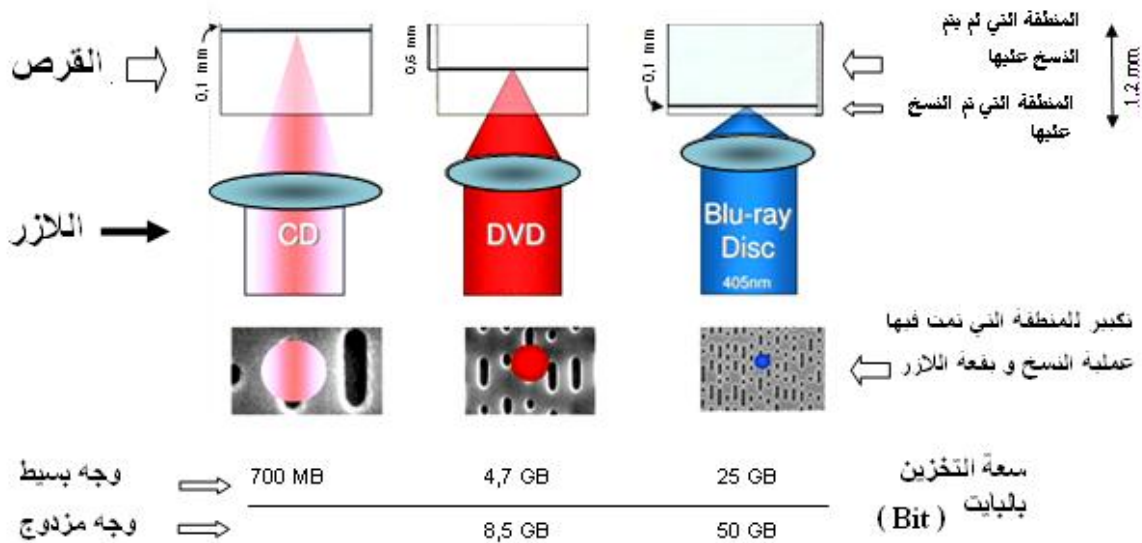 القرص
0,1 mm
0,6 mm
0,1 mm
المنطقة التي لم يتم
النسخ عليها
المنطقة التي تم النسخ
عليها
1,2 mm
اللازر
CD
DVD
Blu-ray
Disc
405nm
تكبير للمنطقة التي تمت فيها
عملية النسخ و بقعة اللازر
وجه بسيط
700 MB
4,7 GB
25 GB
سعة التخزين
بالبايت
( Bit )
وجه مزدوج
8,5 GB
50 GB